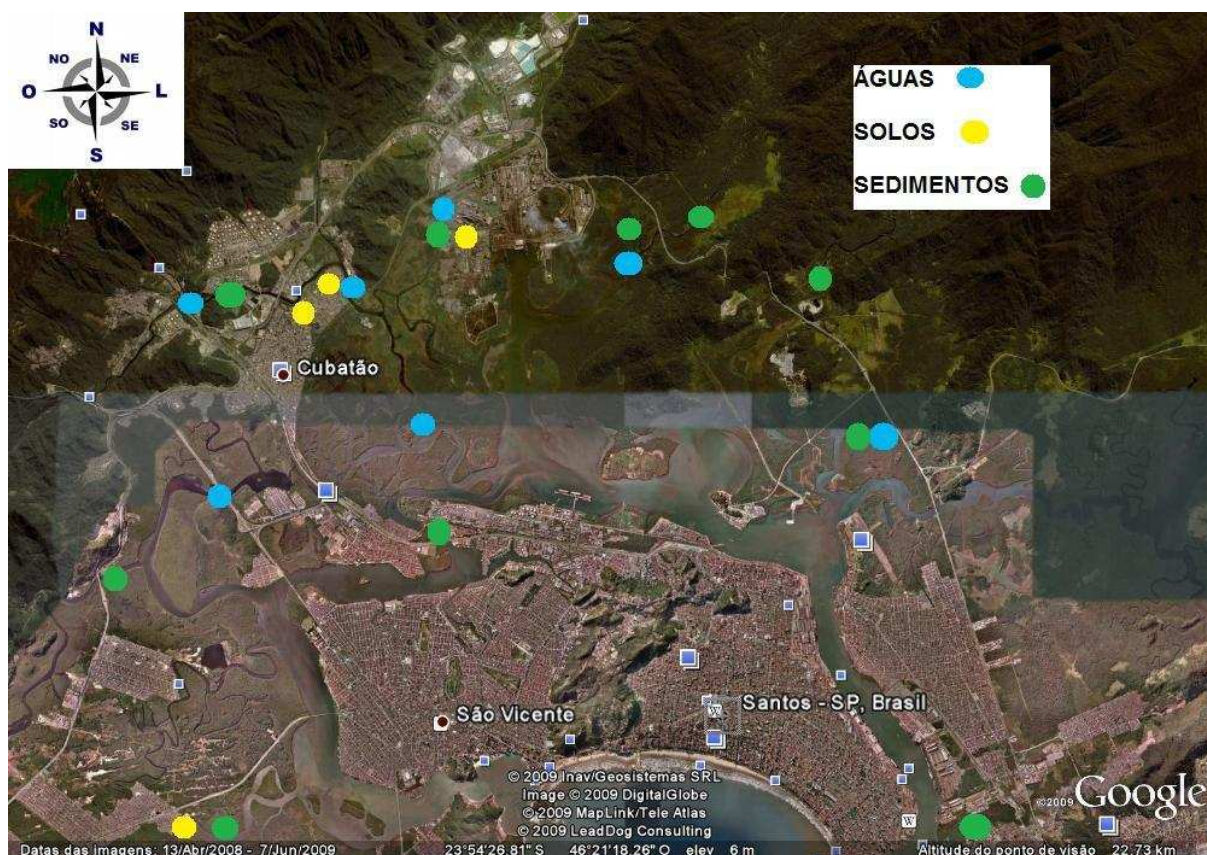 N
NO
NE
O
L
SO
SE
S
ÁGUAS
SOLOS
SEDIMENTOS
Cubatão
Santos - SP, Brasil
W
São Vicente
© 2009 Inav/Geosistemas SRL
Image © 2009 DigitalGlobe
© 2009 MapLink/Tele Atlas
© 2009 LeadDog Consulting
©2009 Google
W
Datas das imagens: 13/Abr/2008 - 7/Jun/2009
23°54'26.81" S 46°21'18.26" O elev 6 m
Altitude do ponto de visão 22.73 km